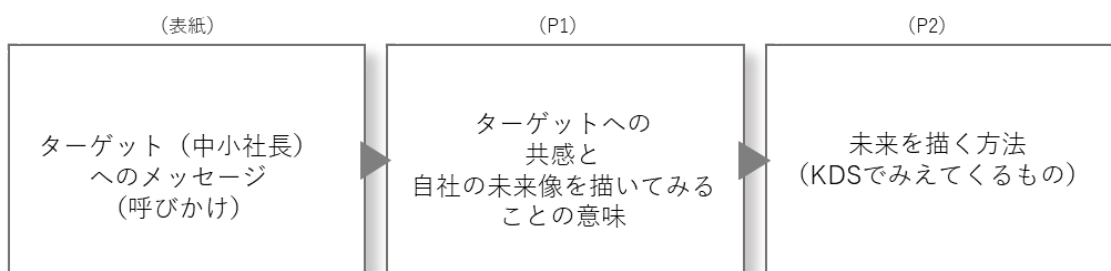 (表紙)
ターゲット（中小社長）
へのメッセージ
（呼びかけ）
(P1)
ターゲットへの
共感と
自社の未来像を描いてみる
ことの意味
(P2)
未来を描く方法
（KDSでみえてくるもの）